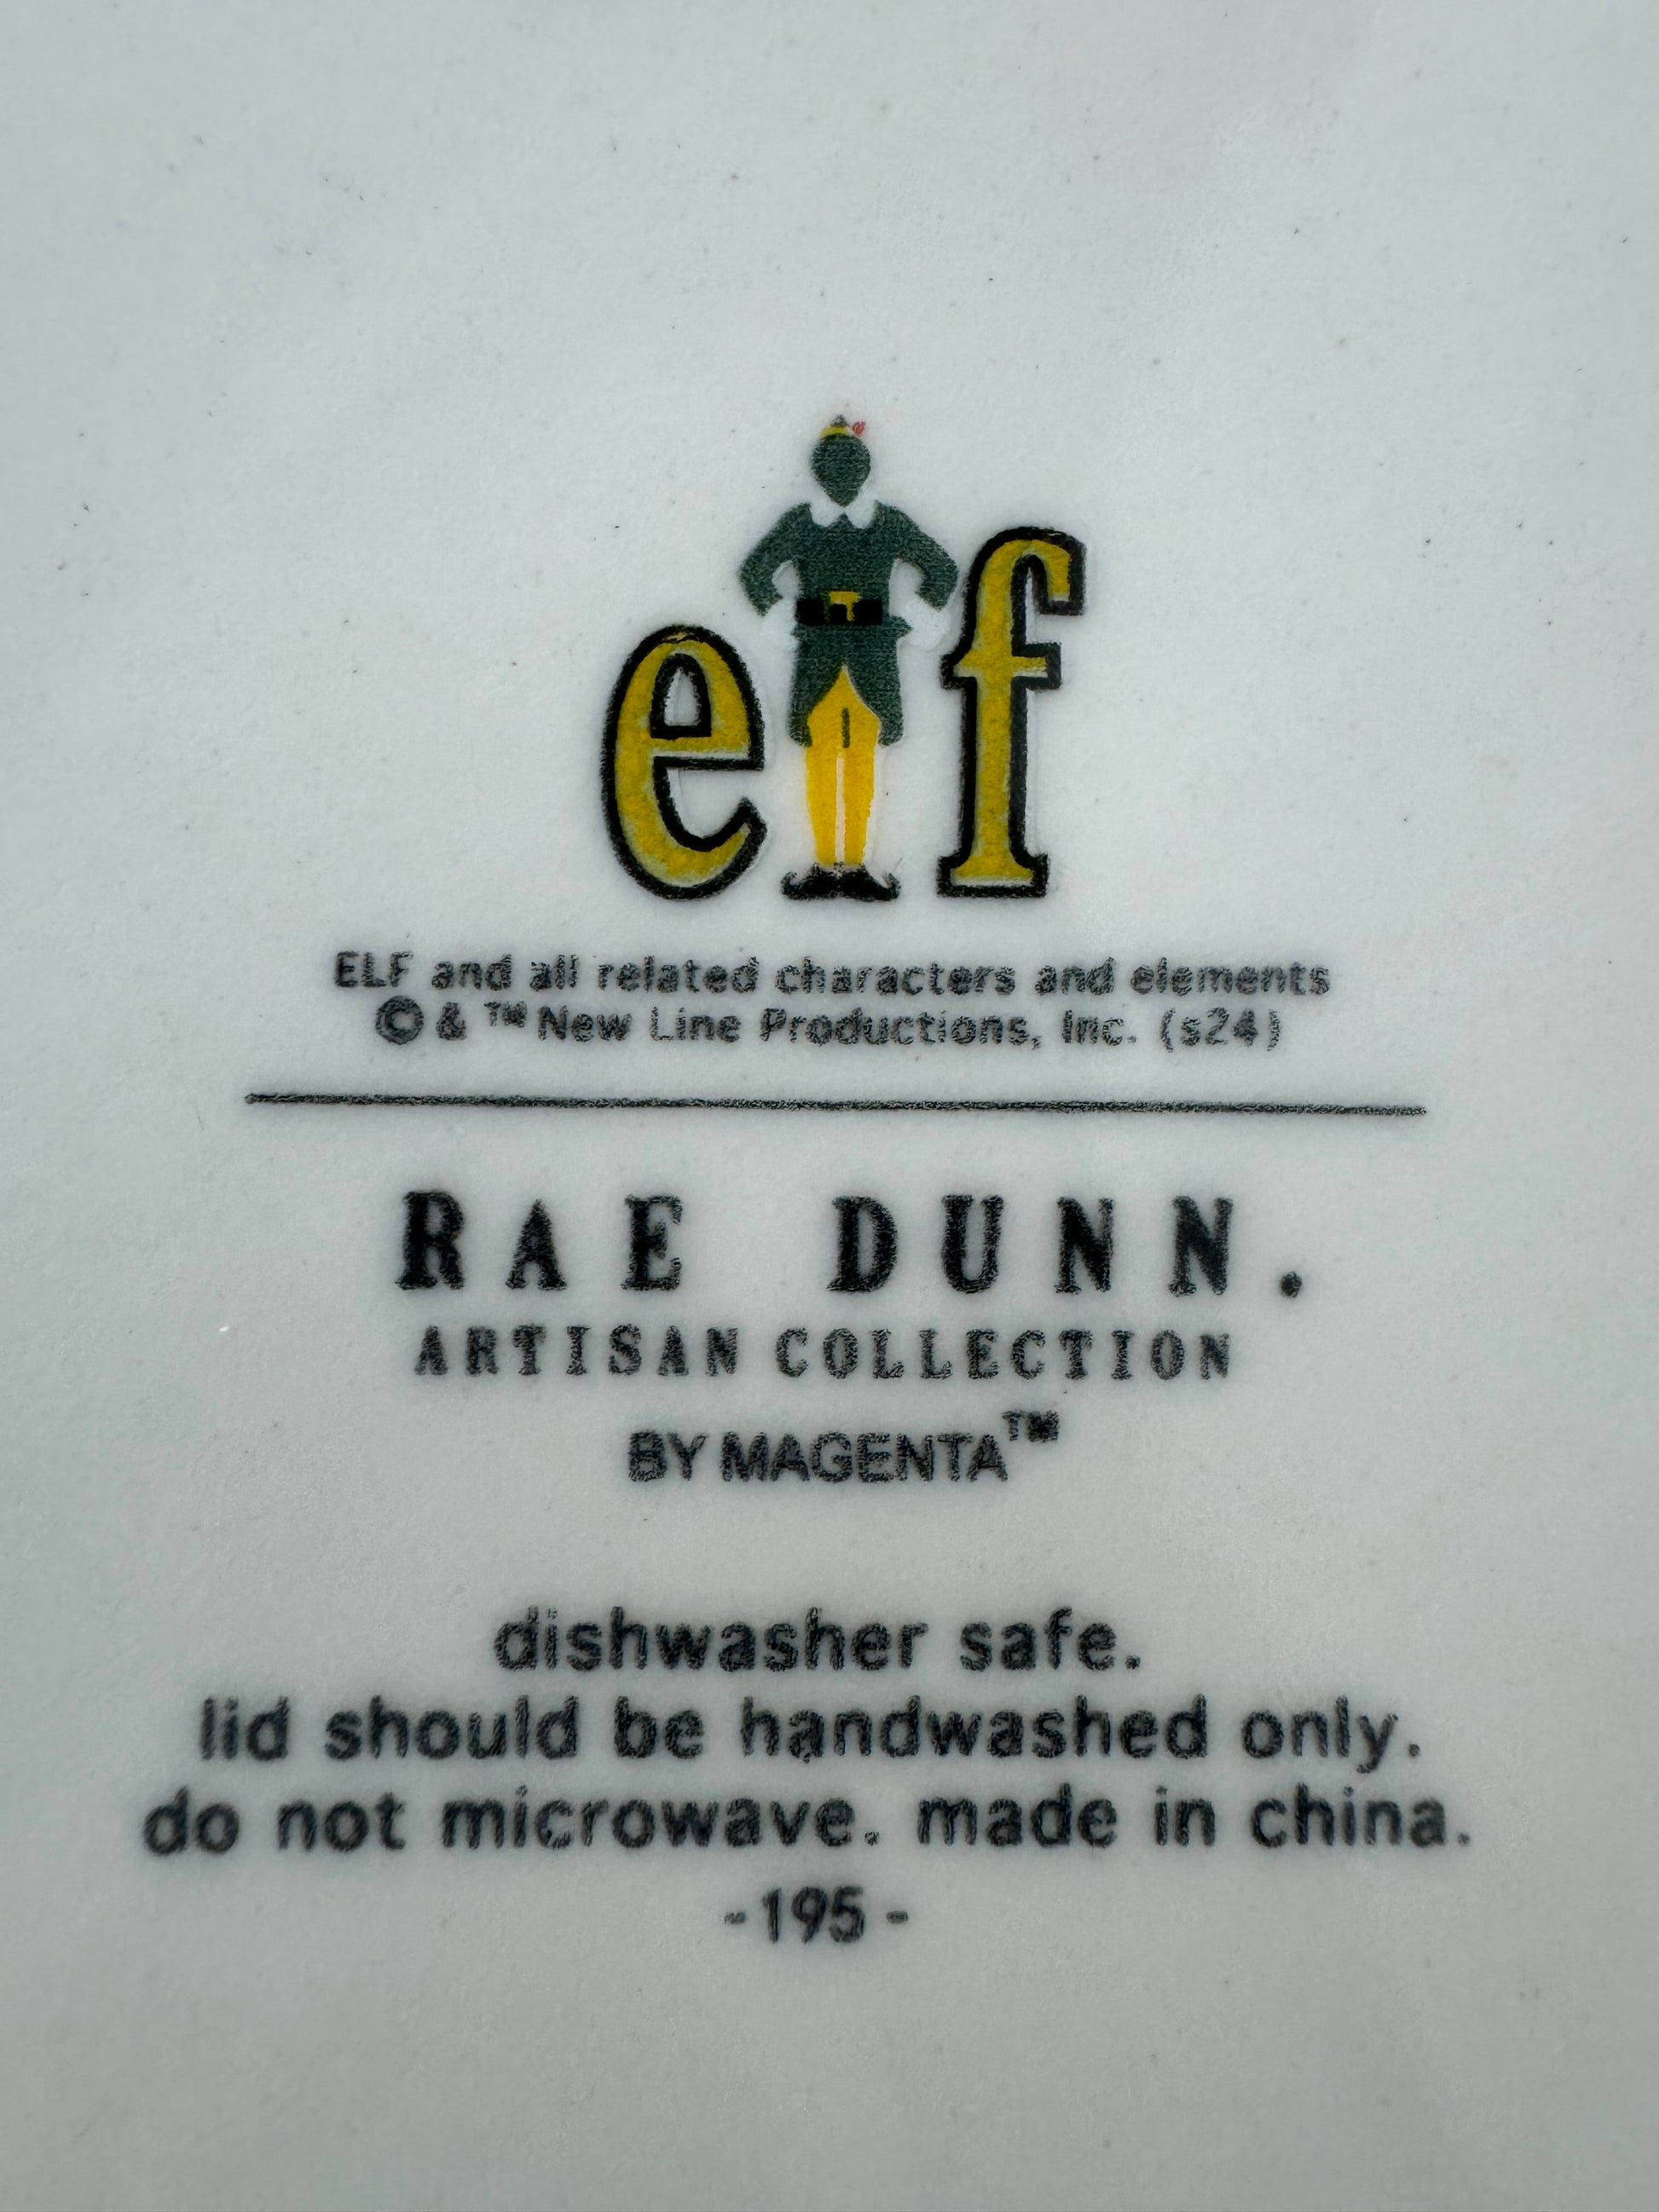 elf
ELF and all related characters and elements
© & ™ New Line Productions, Inc. (s24)
RAE DUNN.
ARTISAN COLLECTION
BY MAGENTA™
dishwasher safe.
lid should be handwashed only.
do not microwave. made in china.
-195-